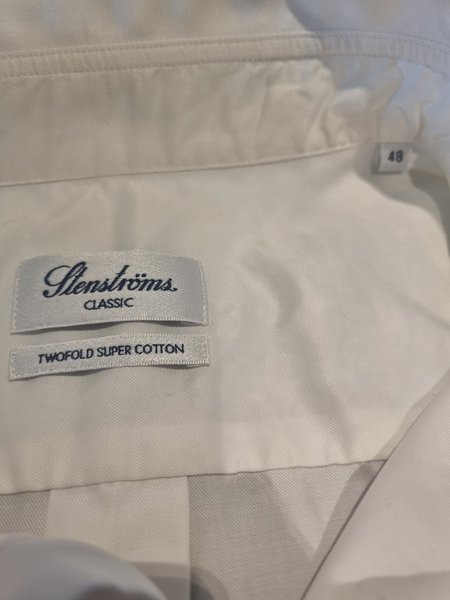 48
Stenströms
CLASSIC
TWOFOLD SUPER COTTON